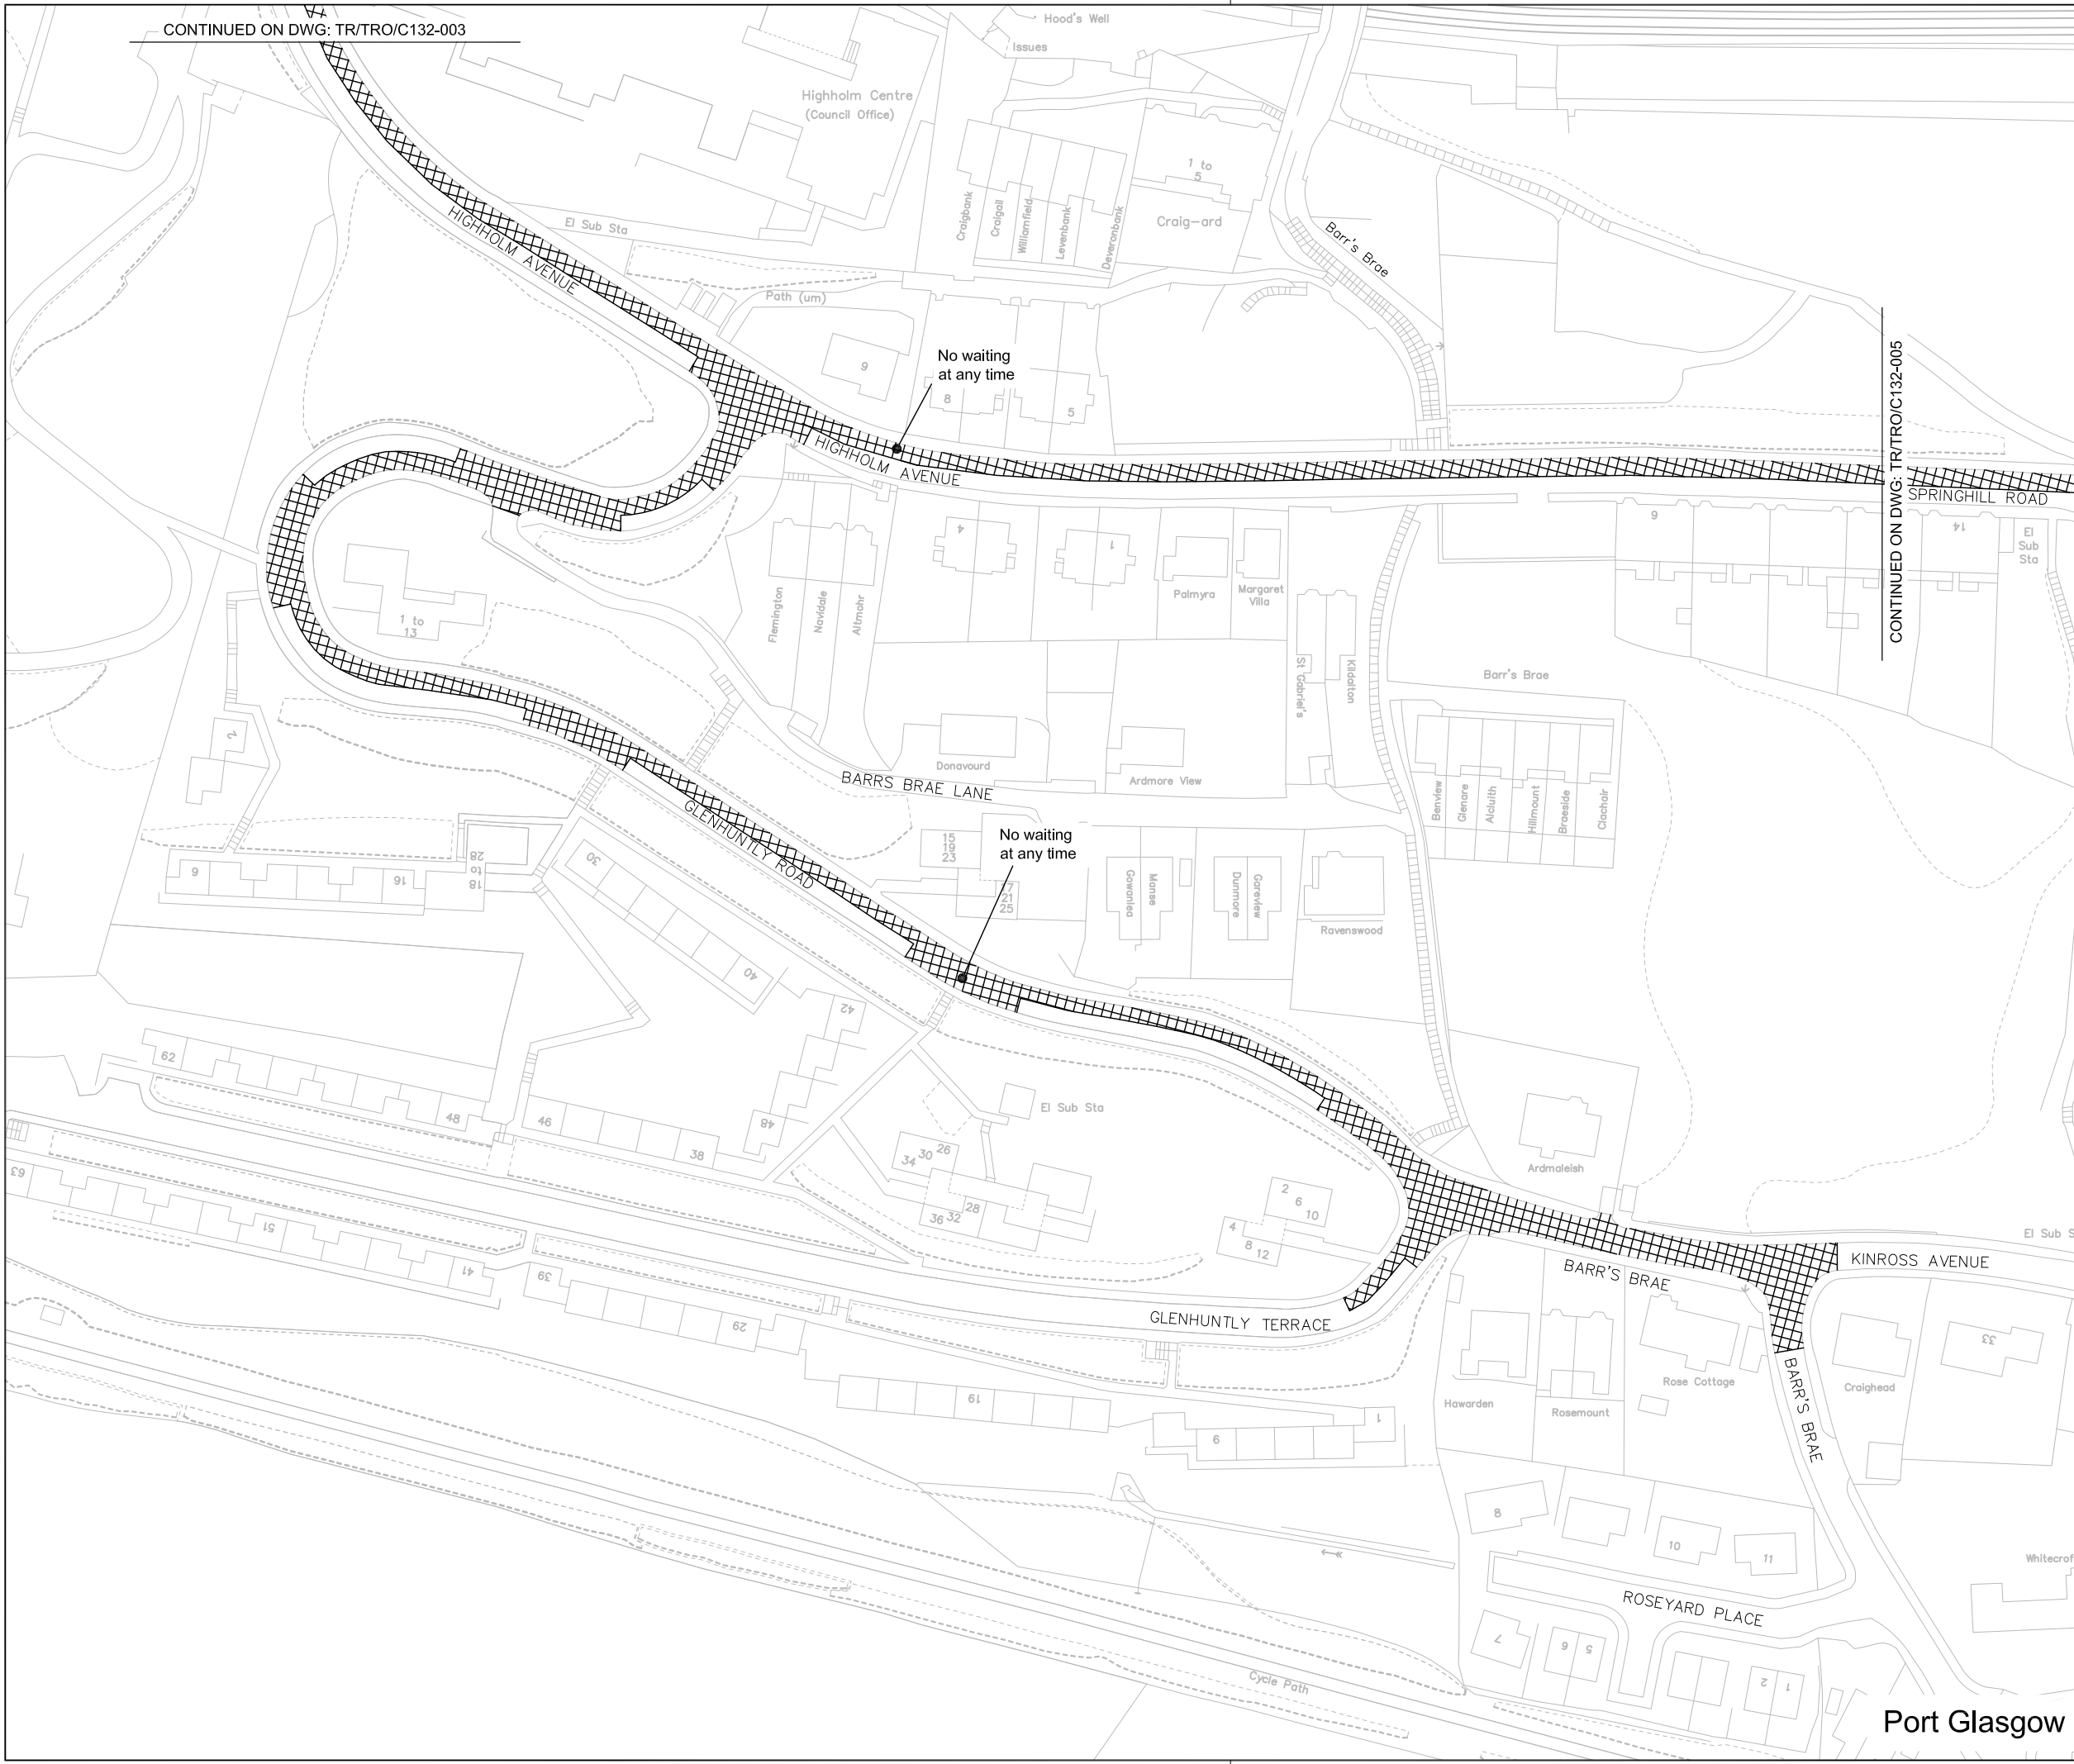 CONTINUED ON DWG: TR/TRO/C132-003
Hood's Well
Issues
Highholm Centre
(Council Office)
1 to
5
Craig-ard
Craigbank
Craigail
Williamfield
Levenbank
Deveronbank
Barr's Brae
El Sub Sta
HIGHHOLM AVENUE
Path (um)
9
No waiting
at any time
8
5
HIGHHOLM AVENUE
CONTINUED ON DWG: TR/TRO/C132-005
SPRINGHILL ROAD
4
1
9
14
El
Sub
Sta
Palmyra
Margaret
Villa
Flemington
Navidale
Altmohr
1 to
13
St Gabriel's
Kildalton
Barr's Brae
2
Donavourd
Ardmore View
BARRS BRAE LANE
Benview
Glenare
Alcluith
Hillmount
Braeside
Clachair
GLENHUNTLY ROAD
No waiting
at any time
15
19
23
17
21
25
Gowanlea
Manse
Dunmore
Gareview
Ravenswood
9
16
18
to
28
30
40
42
62
48
46
38
48
El Sub Sta
26
30
34
28
32
36
2
6
10
4
8
12
Ardmaleish
63
51
41
39
29
GLENHUNTLY TERRACE
BARR'S BRAE
KINROSS AVENUE
El Sub S
33
Craighead
BARR'S BRAE
Rose Cottage
Hawarden
Rosemount
19
1
9
8
10
11
Whitecrof
ROSEYARD PLACE
7
6
5
2
1
Cycle Path
Port Glasgow